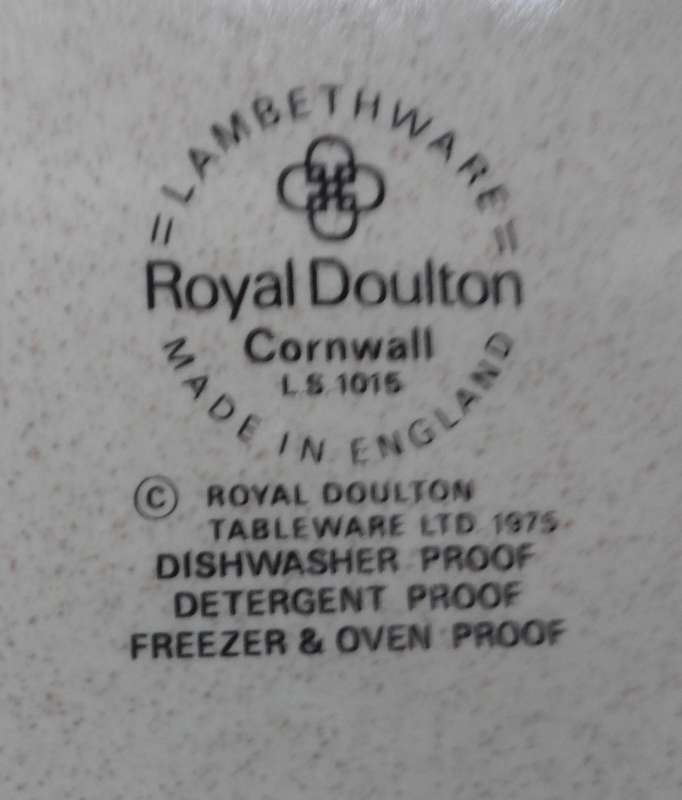 =LAMBETHWARE=
Royal Doulton
Cornwall
L.S. 1015
MADE IN ENGLAND
© ROYAL DOULTON
TABLEWARE LTD 1975
DISHWASHER PROOF
DETERGENT PROOF
FREEZER & OVEN PROOF